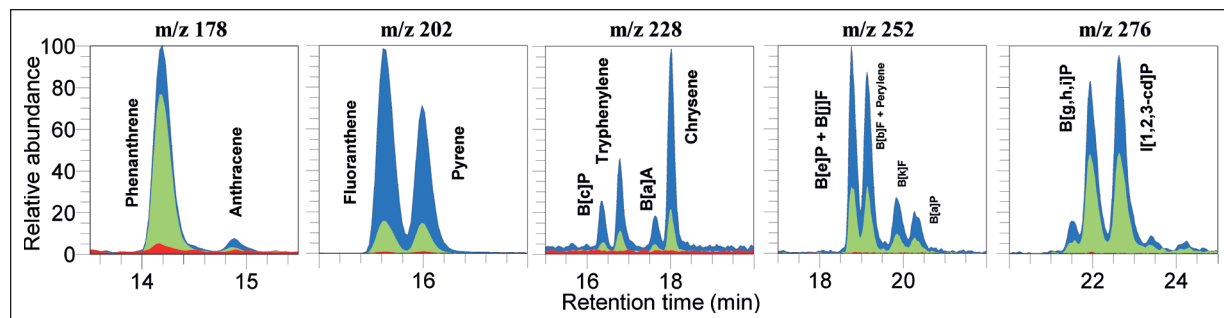 m/z 178
m/z 202
m/z 228
m/z 252
m/z 276
Relative abundance
100
80
60
40
20
0
Phenanthrene
Anthracene
Fluoranthene
Pyrene
B[c]P
Tryphenylene
B[a]A
Chrysene
B[e]P + B[j]F
B[b]F + Perylene
B[k]F
B[a]P
B[g,h,i]P
I[1,2,3-cd]P
14
15
16
16
18
18
20
22
24
Retention time (min)